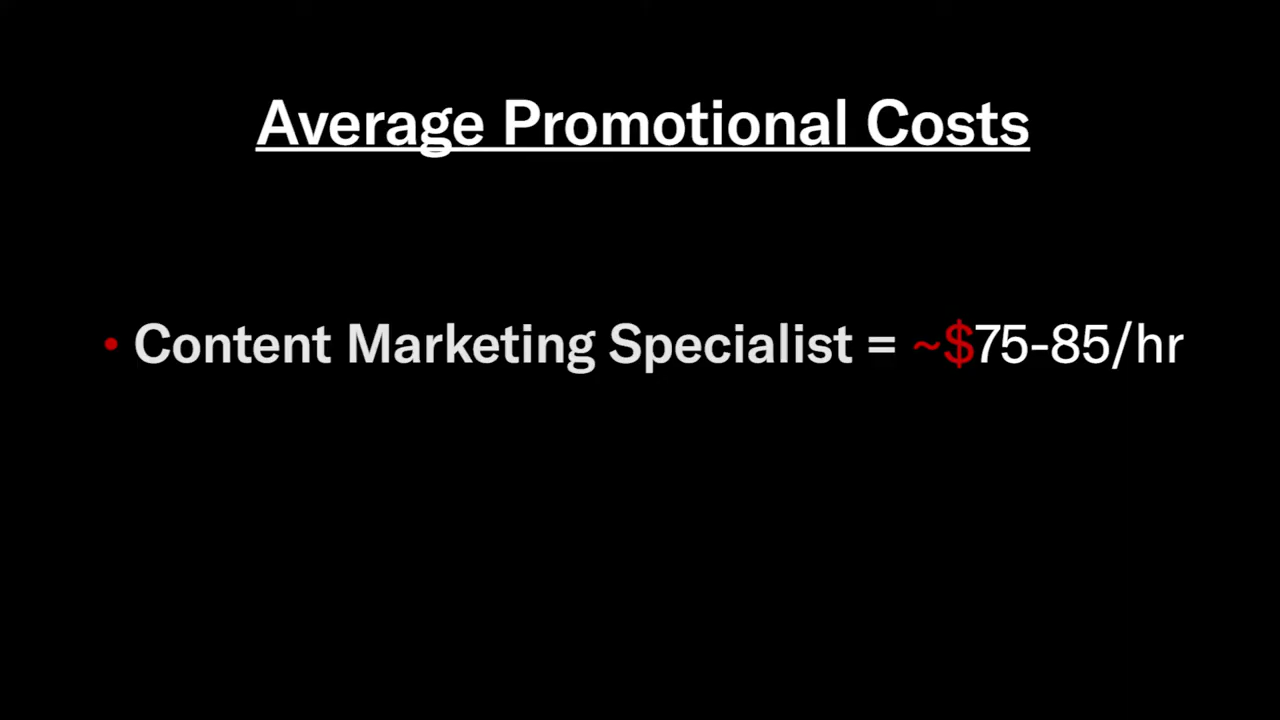 Average Promotional Costs
• Content Marketing Specialist = ~$75-85/hr